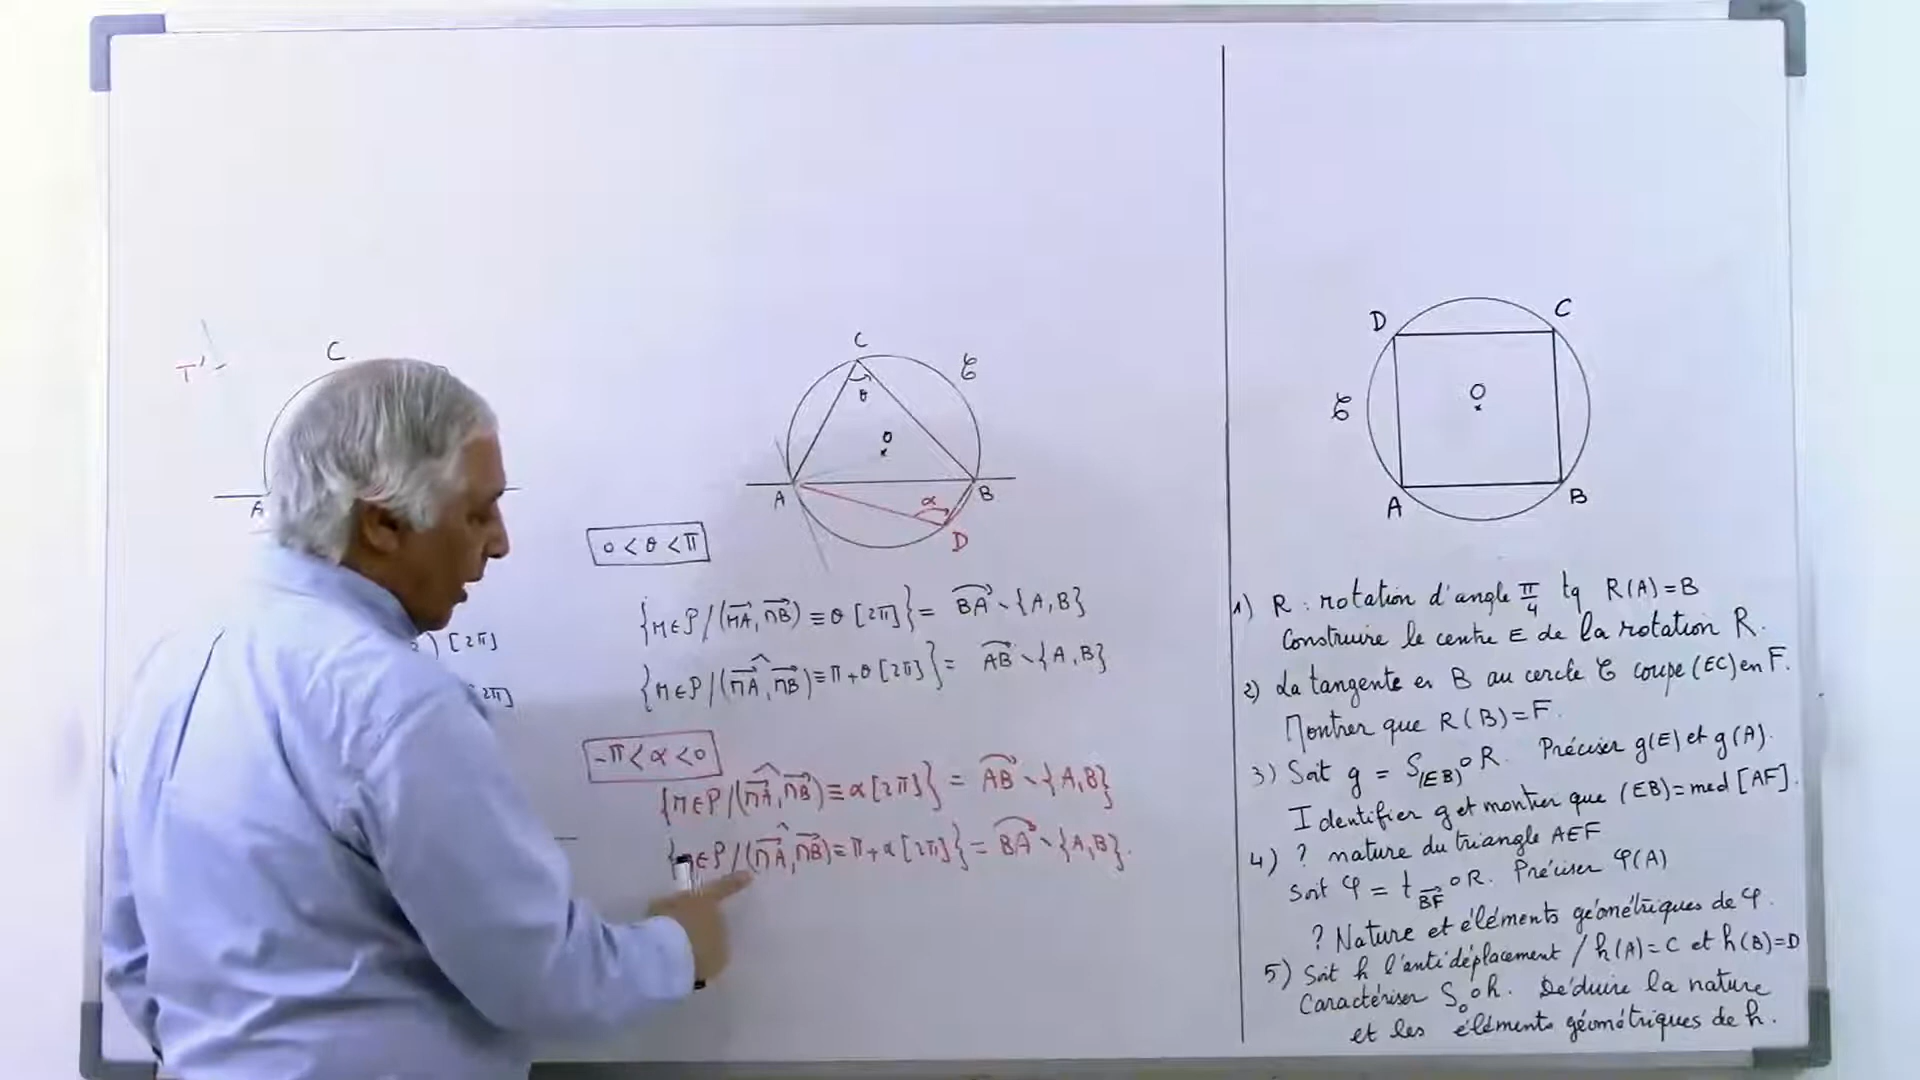 T'
C
A
) [2π]
[2π]
C
θ
𝒞
O
A
B
α
D
0 < θ < π
{M∈P/(MA, MB) ≡ θ [2π]} = BA \ {A, B}
{M∈P/(MA, MB) ≡ π + θ [2π]} = AB \ {A, B}
-π < α < 0
{M∈P/(MA, MB) ≡ α [2π]} = AB \ {A, B}
{M∈P/(MA, MB) ≡ π + α [2π]} = BA \ {A, B}.
D
C
𝒞
O
A
B
1) R : rotation d'angle π/4 tq R(A) = B
Construire le centre E de la rotation R.
2) La tangente en B au cercle 𝒞 coupe (EC) en F.
Montrer que R(B) = F.
3) Soit g = S(EB) o R. Préciser g(E) et g(A).
Identifier g et montrer que (EB) = med [AF].
4) ? nature du triangle AEF
Soit φ = t BF o R. Préciser φ(A)
? Nature et éléments géométriques de φ.
5) Soit h l'antidéplacement / h(A) = C et h(B) = D
Caractériser S₀ o h. Déduire la nature
et les éléments géométriques de h.